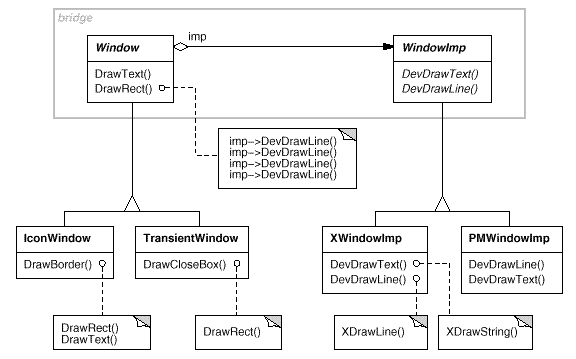 bridge
Window
imp
WindowImp
DrawText()
DrawRect()
DevDrawText()
DevDrawLine()
imp->DevDrawLine()
imp->DevDrawLine()
imp->DevDrawLine()
imp->DevDrawLine()
IconWindow
DrawBorder()
TransientWindow
DrawCloseBox()
XWindowImp
DevDrawText()
DevDrawLine()
PMWindowImp
DevDrawLine()
DevDrawText()
DrawRect()
DrawText()
DrawRect()
XDrawLine()
XDrawString()